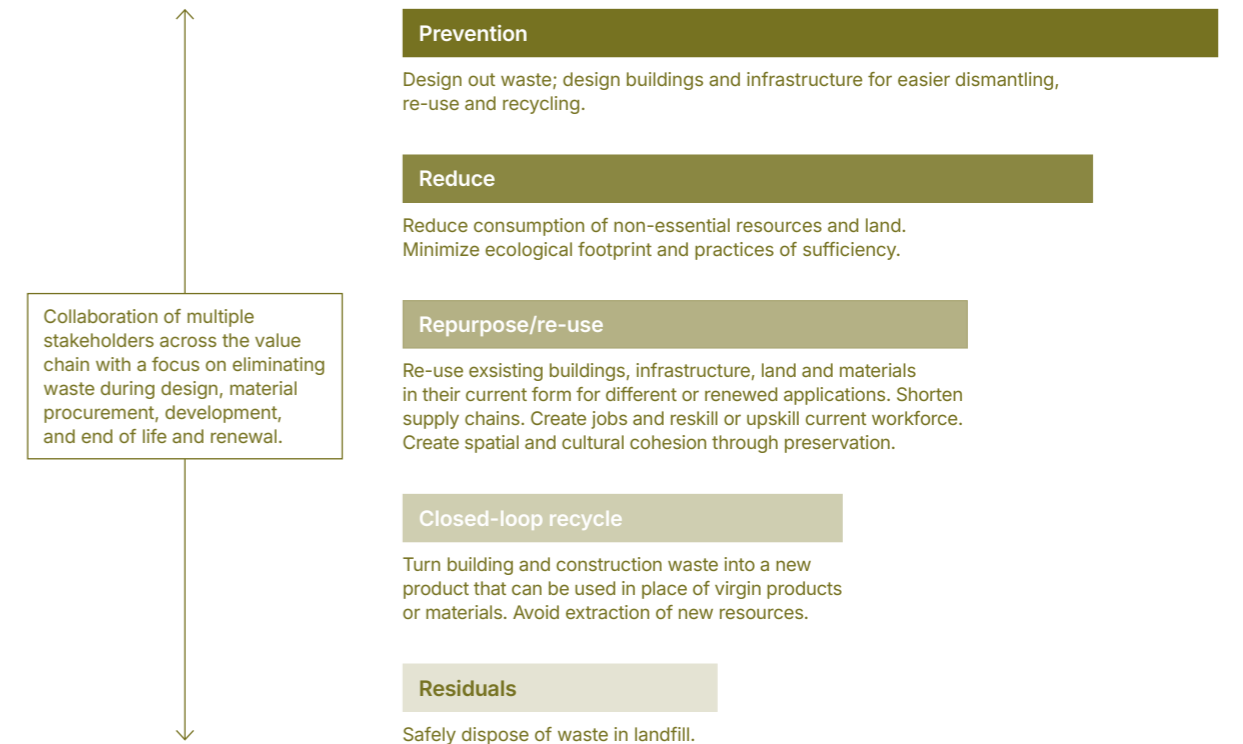 Prevention
Design out waste; design buildings and infrastructure for easier dismantling,
re-use and recycling.
Reduce
Reduce consumption of non-essential resources and land.
Minimize ecological footprint and practices of sufficiency.
Collaboration of multiple
stakeholders across the value
chain with a focus on eliminating
waste during design, material
procurement, development,
and end of life and renewal.
Repurpose/re-use
Re-use exsisting buildings, infrastructure, land and materials
in their current form for different or renewed applications. Shorten
supply chains. Create jobs and reskill or upskill current workforce.
Create spatial and cultural cohesion through preservation.
Closed-loop recycle
Turn building and construction waste into a new
product that can be used in place of virgin products
or materials. Avoid extraction of new resources.
Residuals
Safely dispose of waste in landfill.